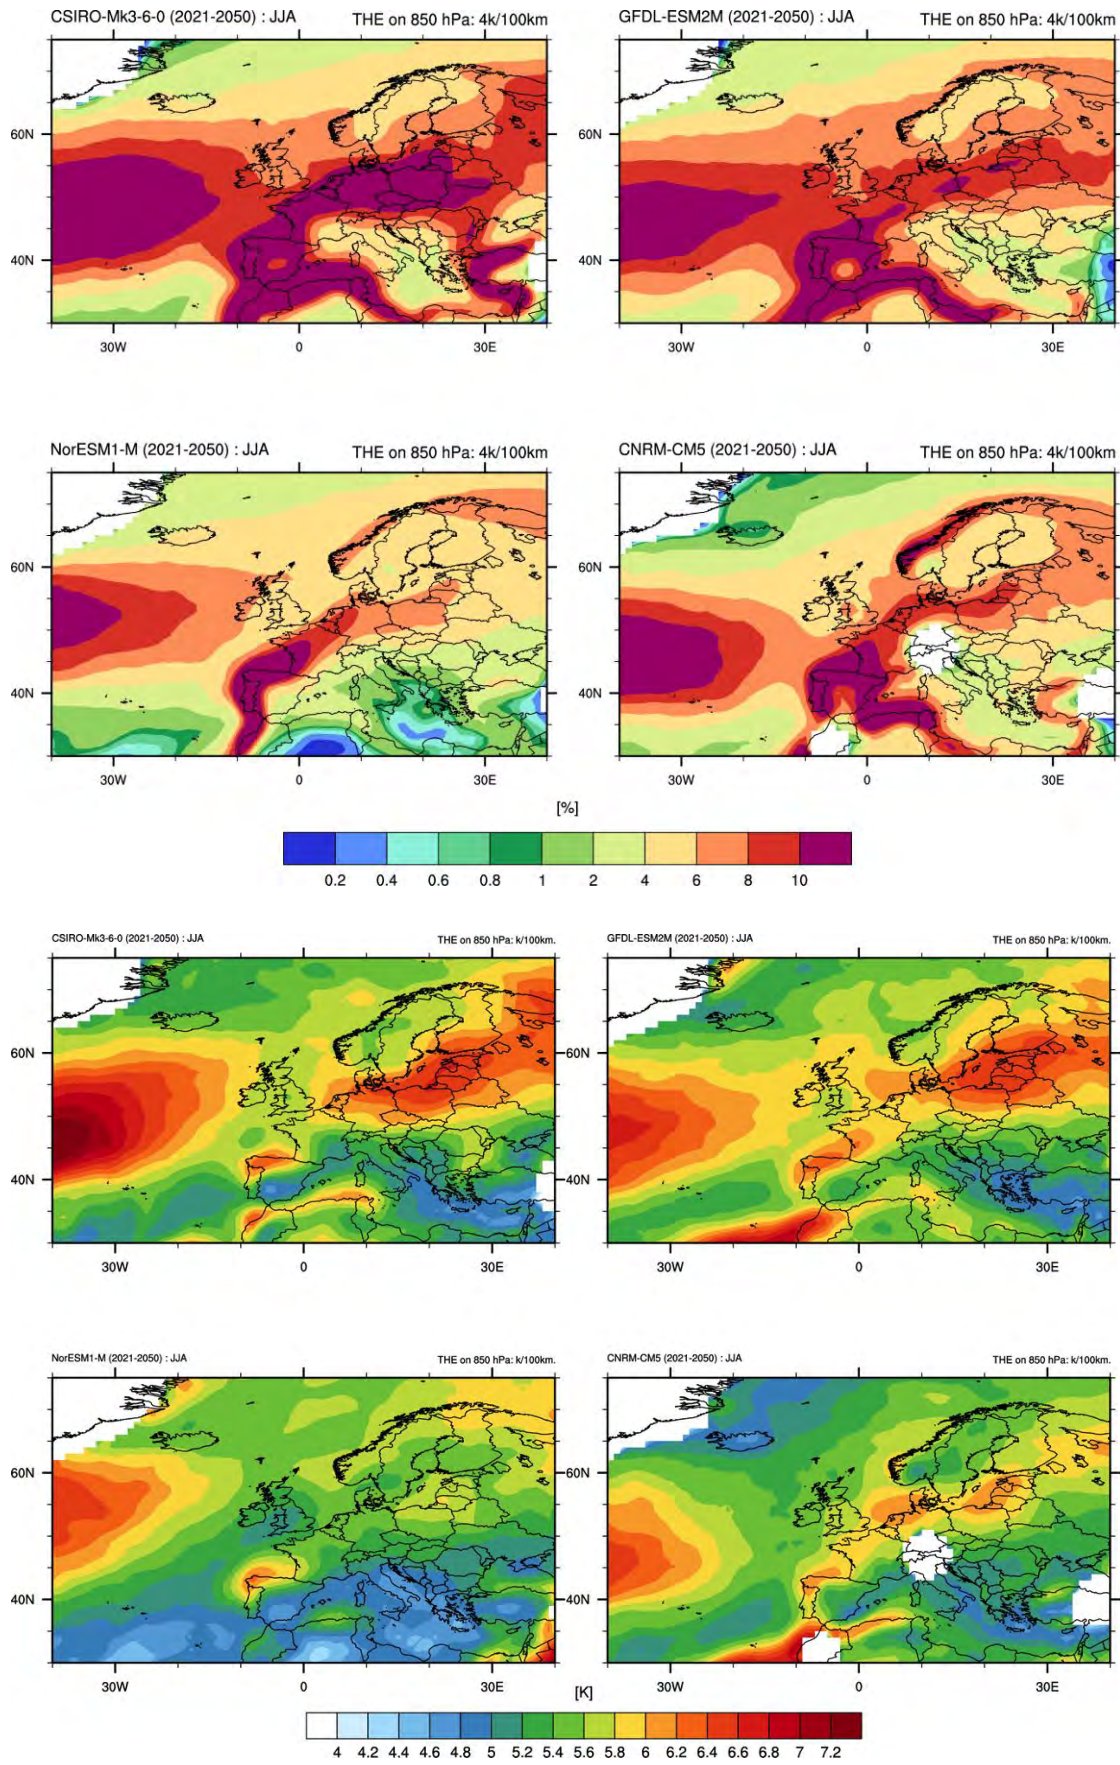 CSIRO-Mk3-6-0 (2021-2050) : JJA THE on 850 hPa: 4k/100km
GFDL-ESM2M (2021-2050) : JJA THE on 850 hPa: 4k/100km
60N
40N
30W 0 30E
30W 0 30E
NorESM1-M (2021-2050) : JJA THE on 850 hPa: 4k/100km
CNRM-CM5 (2021-2050) : JJA THE on 850 hPa: 4k/100km
60N 60N
40N 40N
30W 0 30E
30W 0 30E
[%]
0.2 0.4 0.6 0.8 1 2 4 6 8 10
CSIRO-Mk3-6-0 (2021-2050) : JJA THE on 850 hPa: k/100km.
GFDL-ESM2M (2021-2050) : JJA THE on 850 hPa: k/100km.
60N 60N
40N 40N
30W 0 30E
30W 0 30E
NorESM1-M (2021-2050) : JJA THE on 850 hPa: k/100km.
CNRM-CM5 (2021-2050) : JJA THE on 850 hPa: k/100km.
60N 60N
40N 40N
30W 0 30E
30W 0 30E
[K]
4 4.2 4.4 4.6 4.8 5 5.2 5.4 5.6 5.8 6 6.2 6.4 6.6 6.8 7 7.2